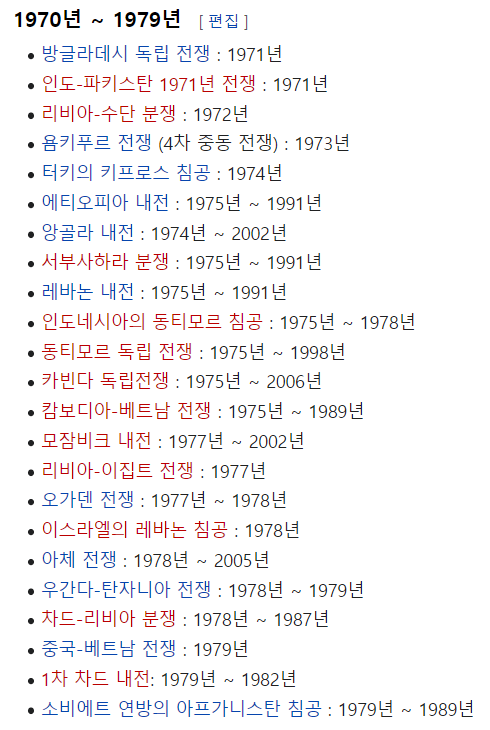 1970년 ~ 1979년 [ 편집 ]
• 방글라데시 독립 전쟁 : 1971년
• 인도-파키스탄 1971년 전쟁 : 1971년
• 리비아-수단 분쟁 : 1972년
• 욤키푸르 전쟁 (4차 중동 전쟁) : 1973년
• 터키의 키프로스 침공 : 1974년
• 에티오피아 내전 : 1975년 ~ 1991년
• 앙골라 내전 : 1974년 ~ 2002년
• 서부사하라 분쟁 : 1975년 ~ 1991년
• 레바논 내전 : 1975년 ~ 1991년
• 인도네시아의 동티모르 침공 : 1975년 ~ 1978년
• 동티모르 독립 전쟁 : 1975년 ~ 1998년
• 카빈다 독립전쟁 : 1975년 ~ 2006년
• 캄보디아-베트남 전쟁 : 1975년 ~ 1989년
• 모잠비크 내전 : 1977년 ~ 2002년
• 리비아-이집트 전쟁 : 1977년
• 오가덴 전쟁 : 1977년 ~ 1978년
• 이스라엘의 레바논 침공 : 1978년
• 아체 전쟁 : 1978년 ~ 2005년
• 우간다-탄자니아 전쟁 : 1978년 ~ 1979년
• 차드-리비아 분쟁 : 1978년 ~ 1987년
• 중국-베트남 전쟁 : 1979년
• 1차 차드 내전: 1979년 ~ 1982년
• 소비에트 연방의 아프가니스탄 침공 : 1979년 ~ 1989년